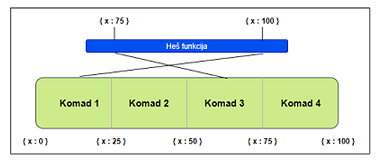 { x : 75 } { x : 100 }
Heš funkcija
Komad 1 Komad 2 Komad 3 Komad 4
{ x : 0 } { x : 25 } { x : 50 } { x : 75 } { x : 100 }